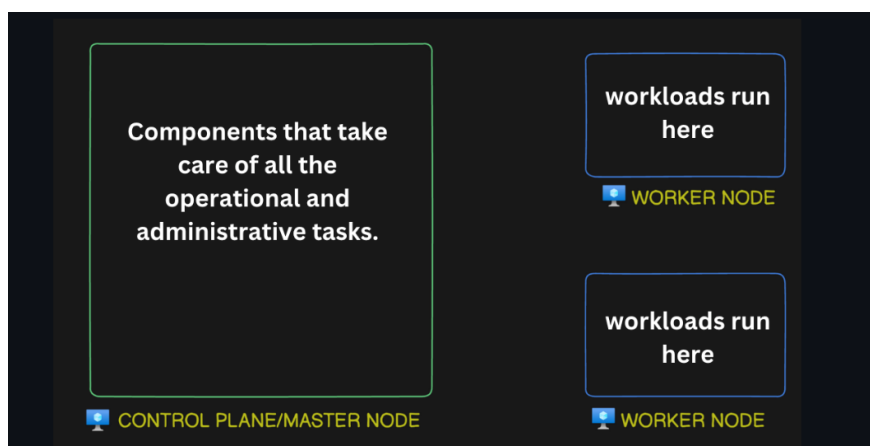 Components that take
care of all the
operational and
administrative tasks.
CONTROL PLANE/MASTER NODE
workloads run
here
WORKER NODE
workloads run
here
WORKER NODE